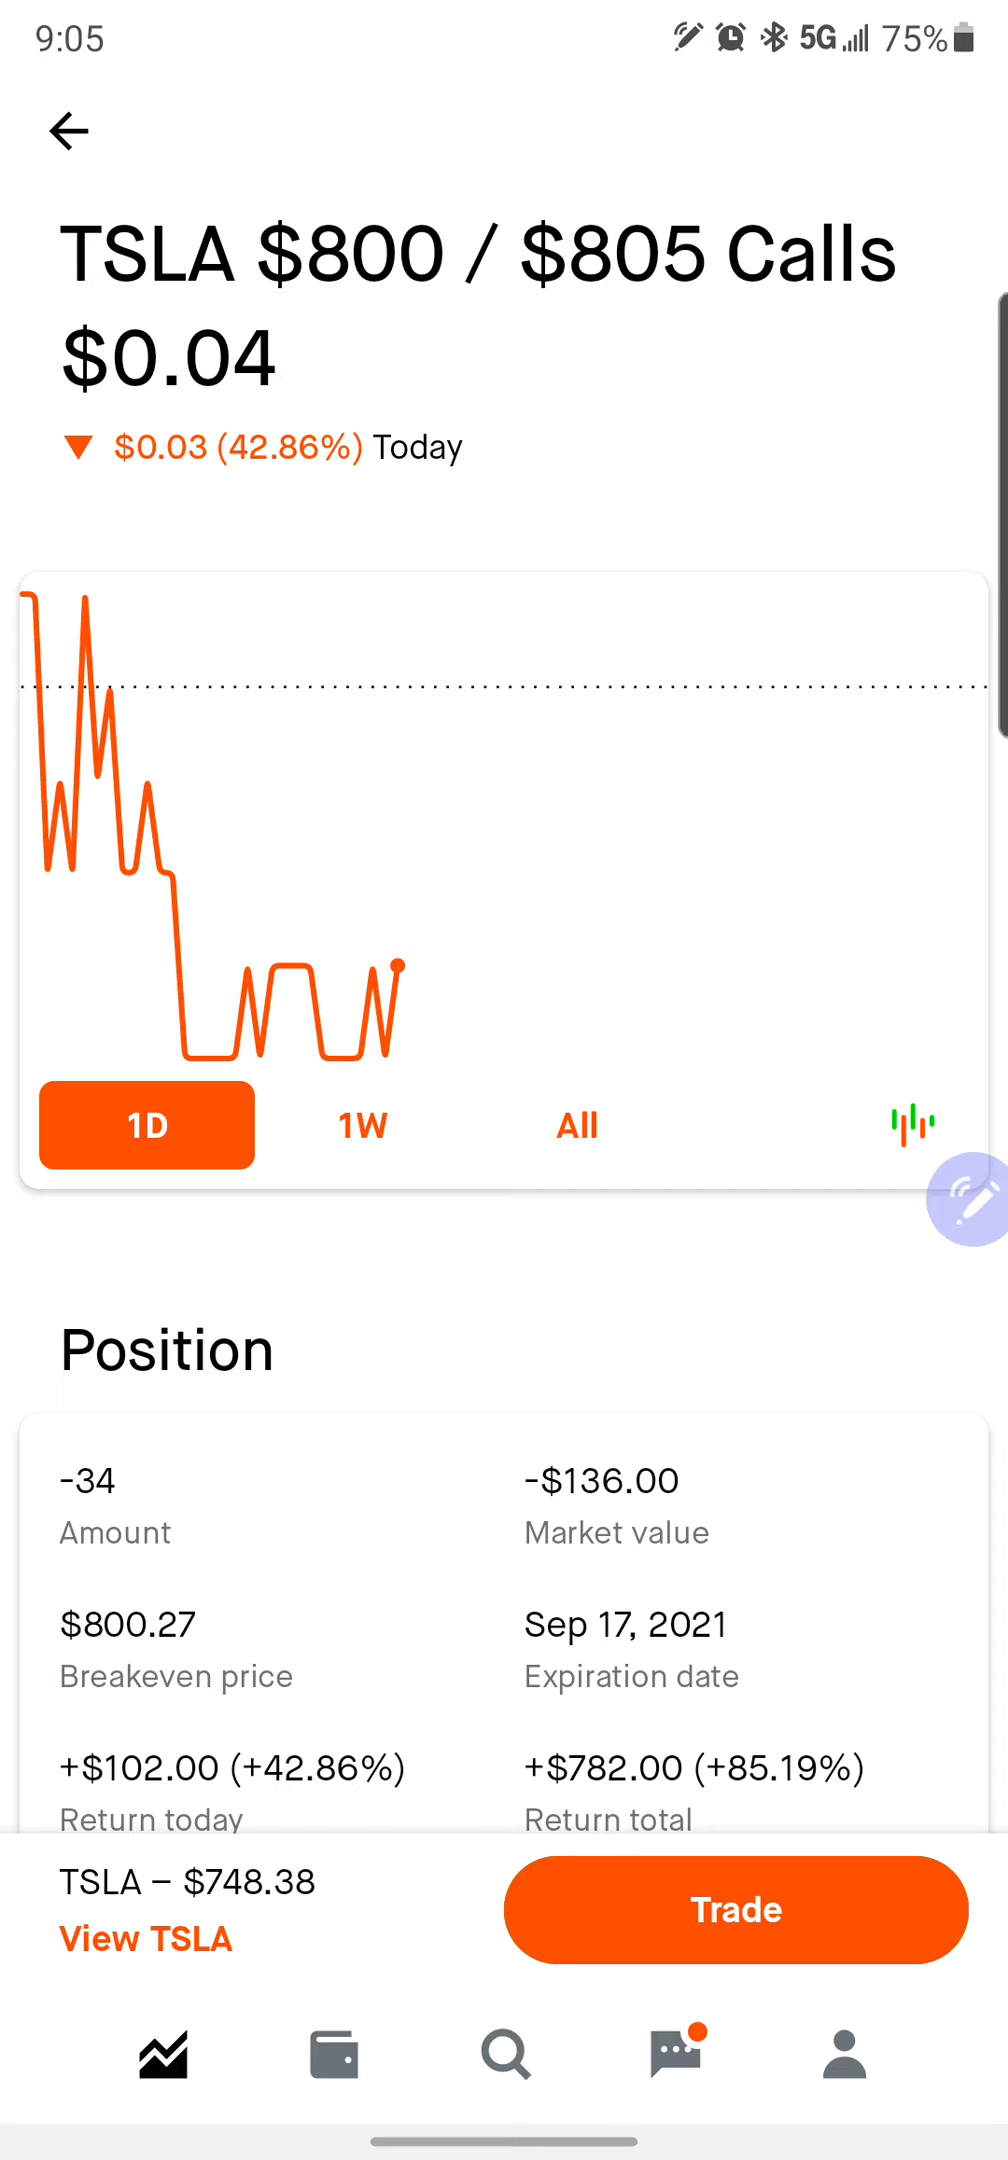 9:05 5G 75%
TSLA $800 / $805 Calls
$0.04
▼ $0.03 (42.86%) Today
1D 1W All
Position
-34 -$136.00
Amount Market value
$800.27 Sep 17, 2021
Breakeven price Expiration date
+$102.00 (+42.86%) +$782.00 (+85.19%)
Return today Return total
TSLA – $748.38
View TSLA
Trade